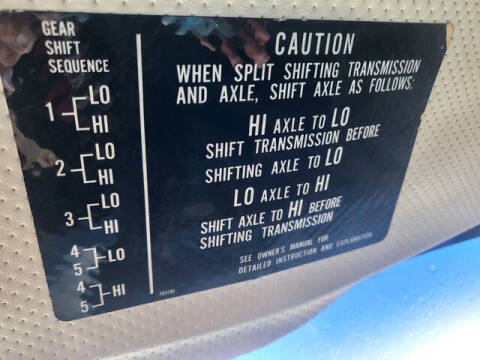 GEAR
SHIFT
SEQUENCE
1 LO
HI
2 LO
HI
3 LO
HI
4
5 LO
4
5 HI
CAUTION
WHEN SPLIT SHIFTING TRANSMISSION
AND AXLE, SHIFT AXLE AS FOLLOWS:
HI AXLE TO LO
SHIFT TRANSMISSION BEFORE
SHIFTING AXLE TO LO
LO AXLE TO HI
SHIFT AXLE TO HI BEFORE
SHIFTING TRANSMISSION
SEE OWNER'S MANUAL FOR
DETAILED INSTRUCTION AND EXPLANATION.